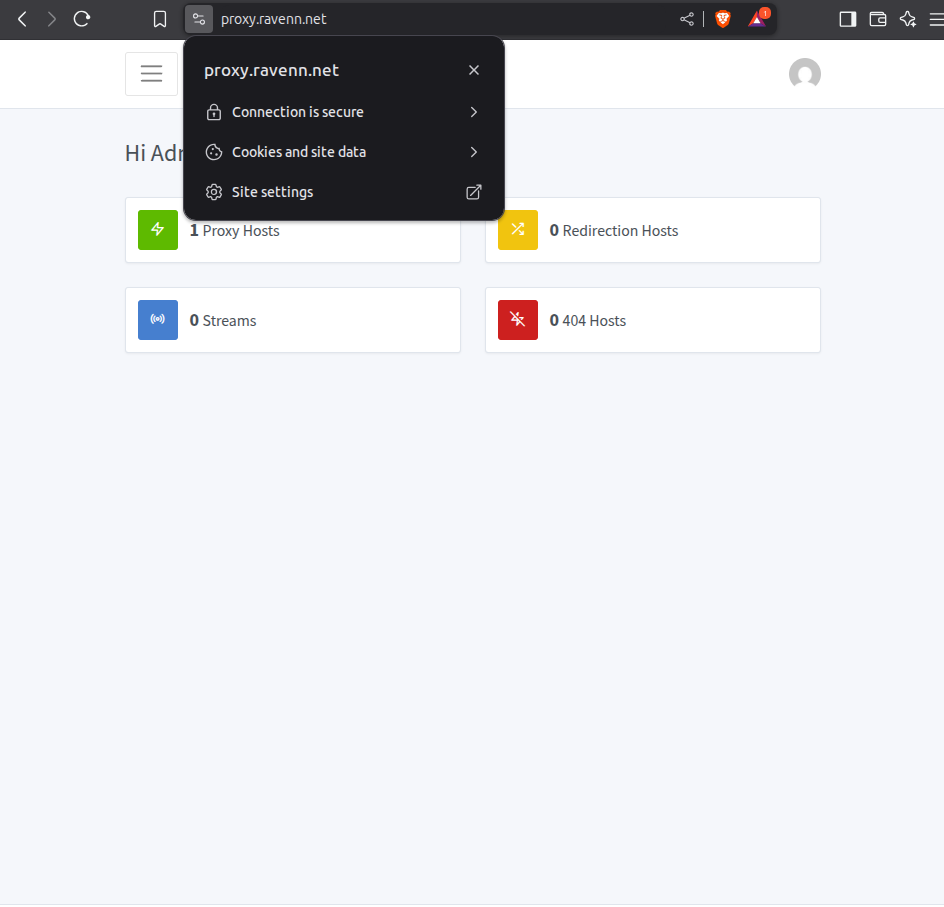 proxy.ravenn.net
proxy.ravenn.net
Connection is secure
Cookies and site data
Site settings
Hi Adr
1 Proxy Hosts
0 Redirection Hosts
0 Streams
0 404 Hosts